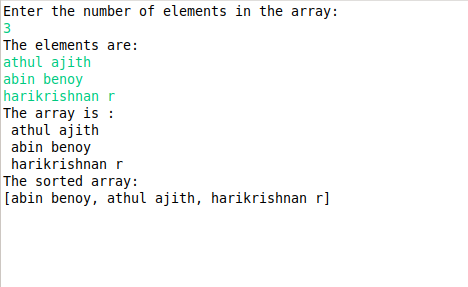 Enter the number of elements in the array:
3
The elements are:
athul ajith
abin benoy
harikrishnan r
The array is :
 athul ajith
 abin benoy
 harikrishnan r
The sorted array:
[abin benoy, athul ajith, harikrishnan r]